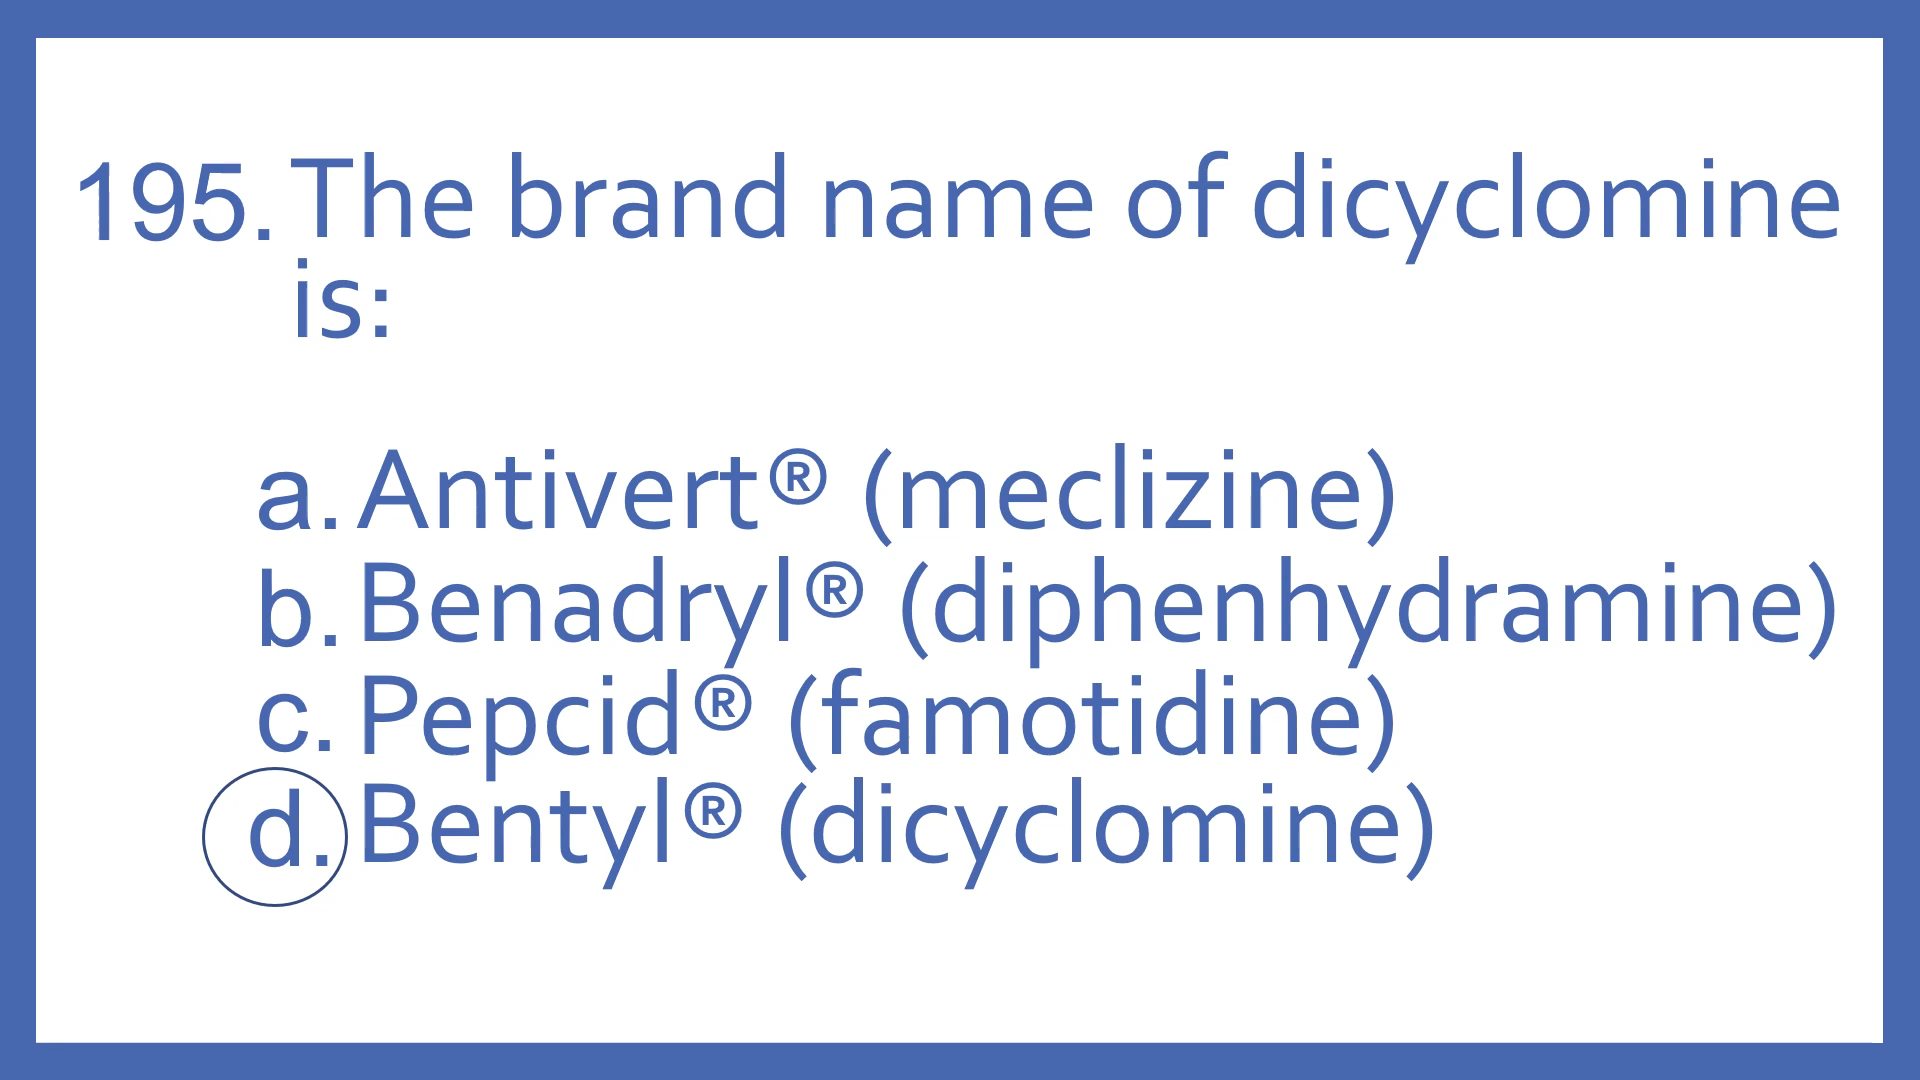 195. The brand name of dicyclomine
is:
a. Antivert® (meclizine)
b. Benadryl® (diphenhydramine)
c. Pepcid® (famotidine)
d. Bentyl® (dicyclomine)